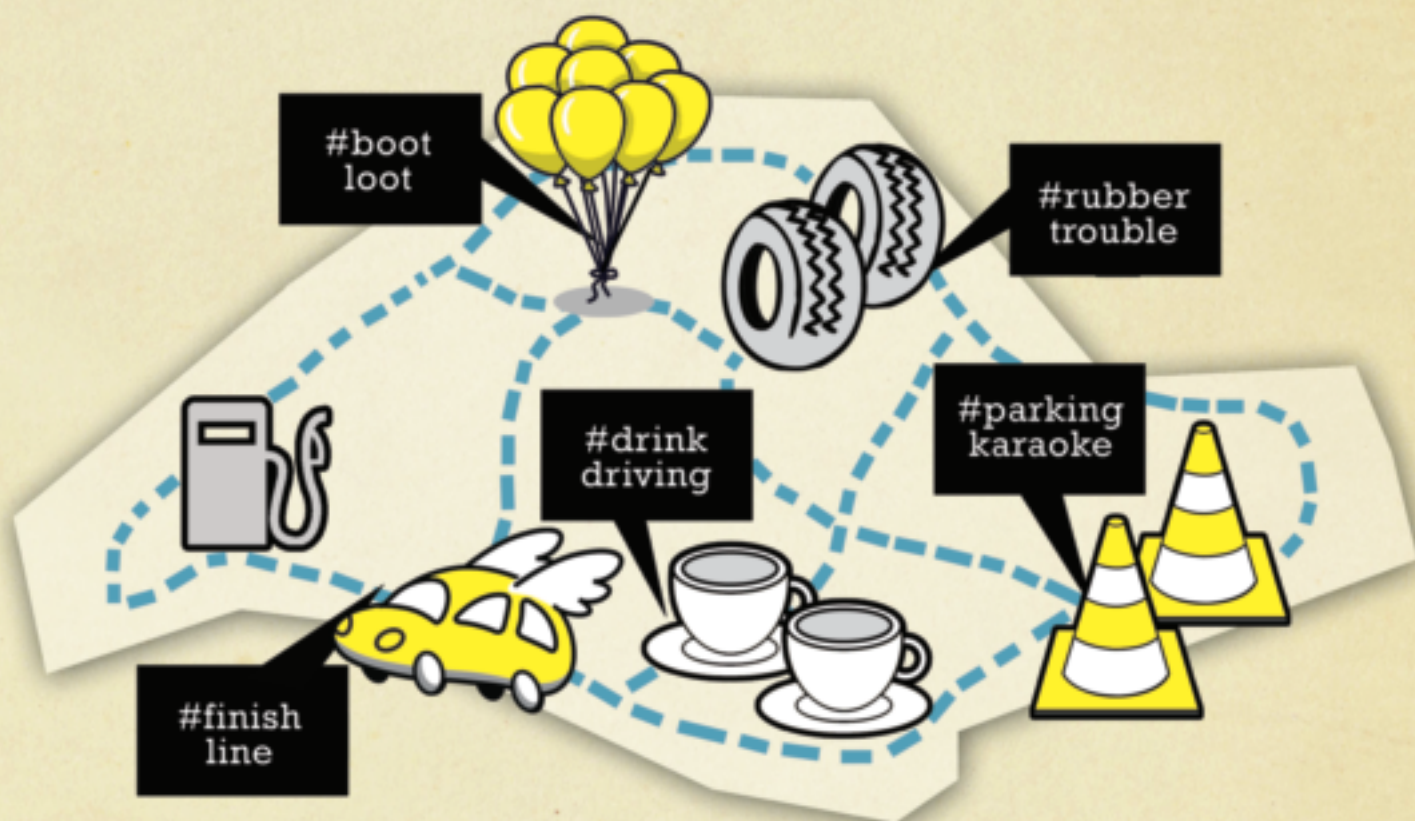 #boot
loot
#rubber
trouble
#parking
karaoke
#drink
driving
#finish
line